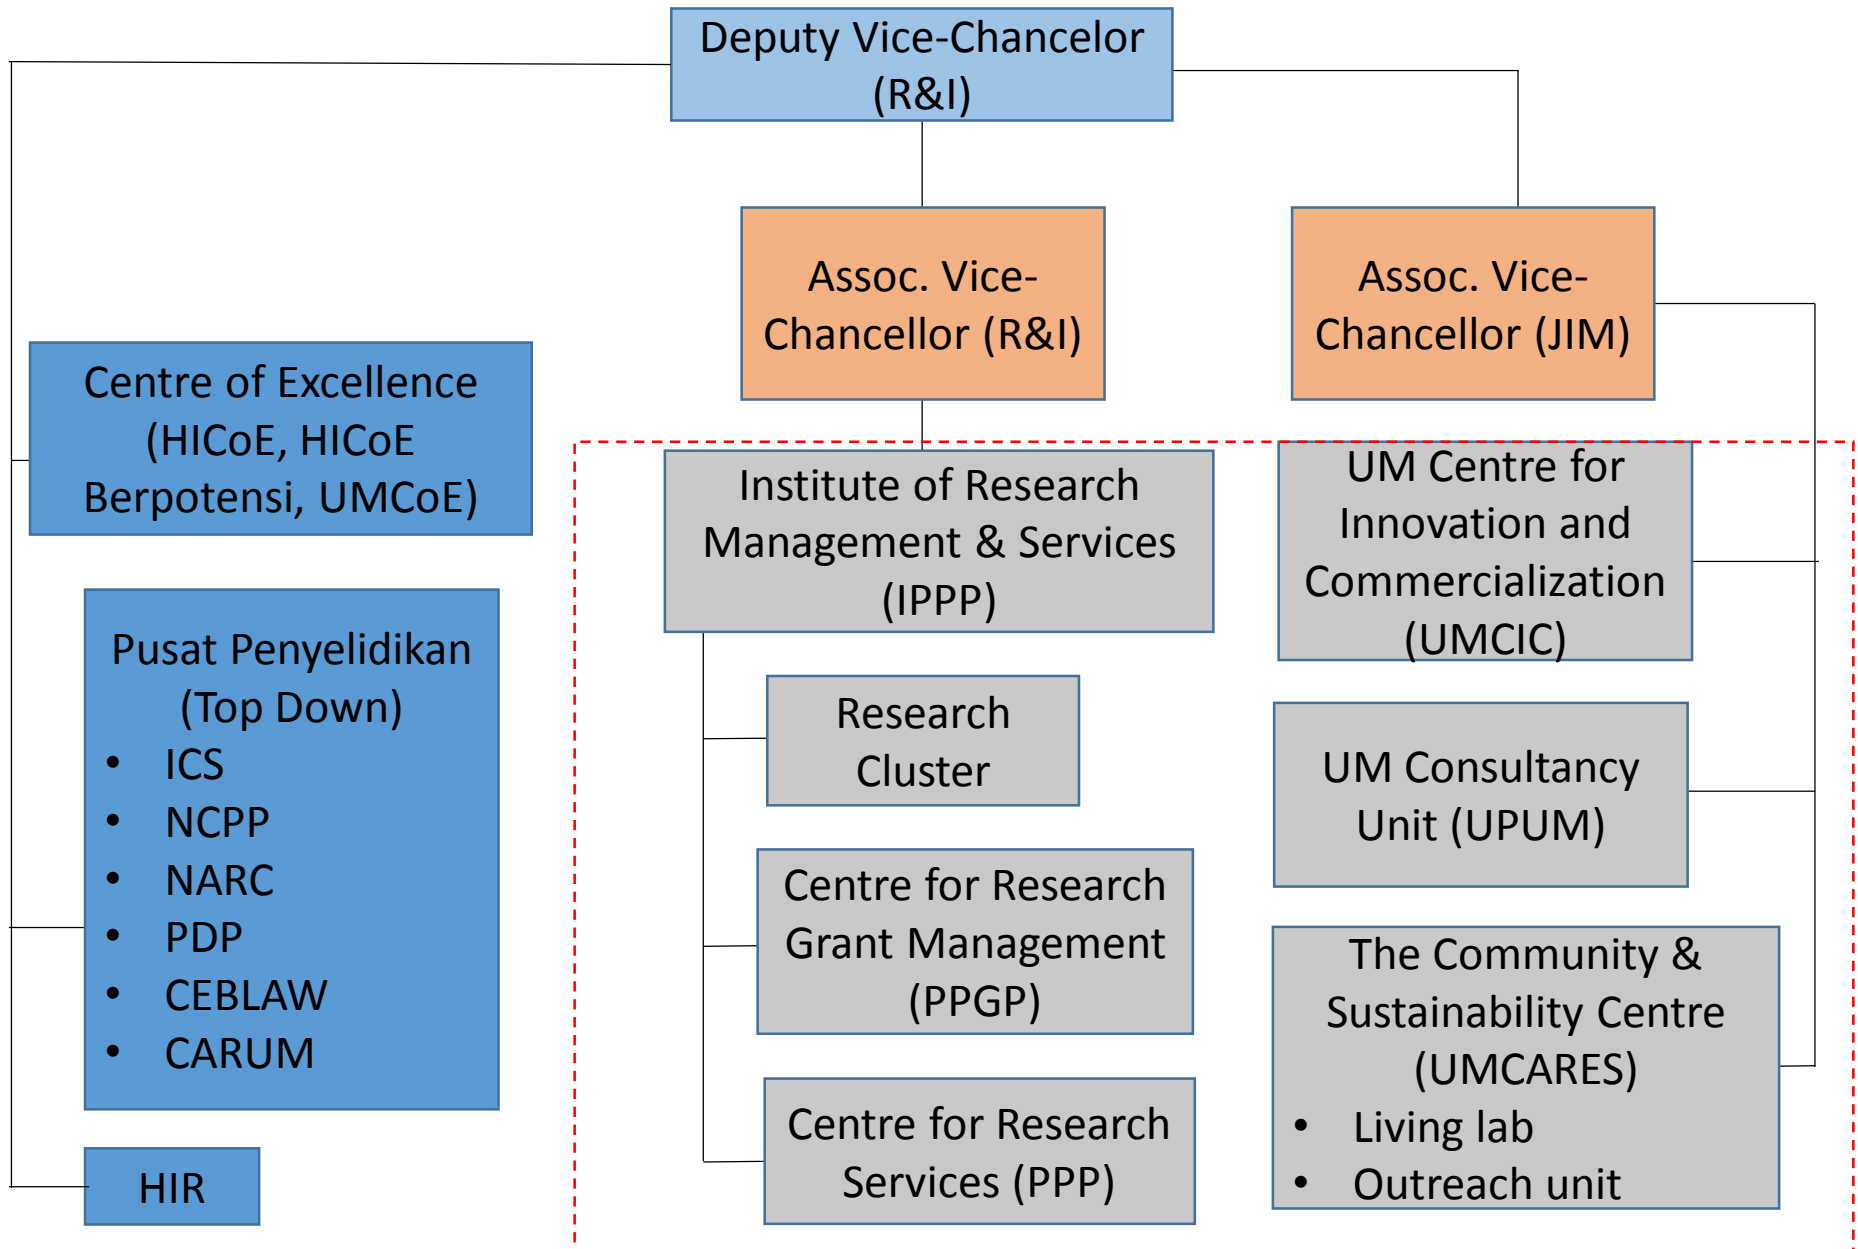 Deputy Vice-Chancelor
(R&I)
Assoc. Vice-
Chancellor (R&I)
Assoc. Vice-
Chancellor (JIM)
Centre of Excellence
(HICoE, HICoE
Berpotensi, UMCoE)
Pusat Penyelidikan
(Top Down)
• ICS
• NCPP
• NARC
• PDP
• CEBLAW
• CARUM
HIR
Institute of Research
Management & Services
(IPPP)
Research
Cluster
Centre for Research
Grant Management
(PPGP)
Centre for Research
Services (PPP)
UM Centre for
Innovation and
Commercialization
(UMCIC)
UM Consultancy
Unit (UPUM)
The Community &
Sustainability Centre
(UMCARES)
• Living lab
• Outreach unit